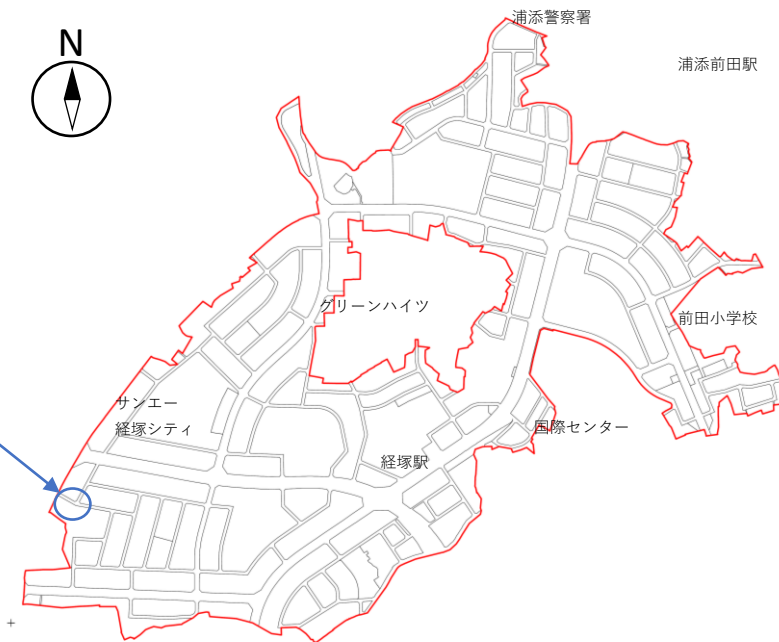 浦添警察署
N
浦添前田駅
グリーンハイツ
前田小学校
サンエー
経塚シティ
国際センター
経塚駅